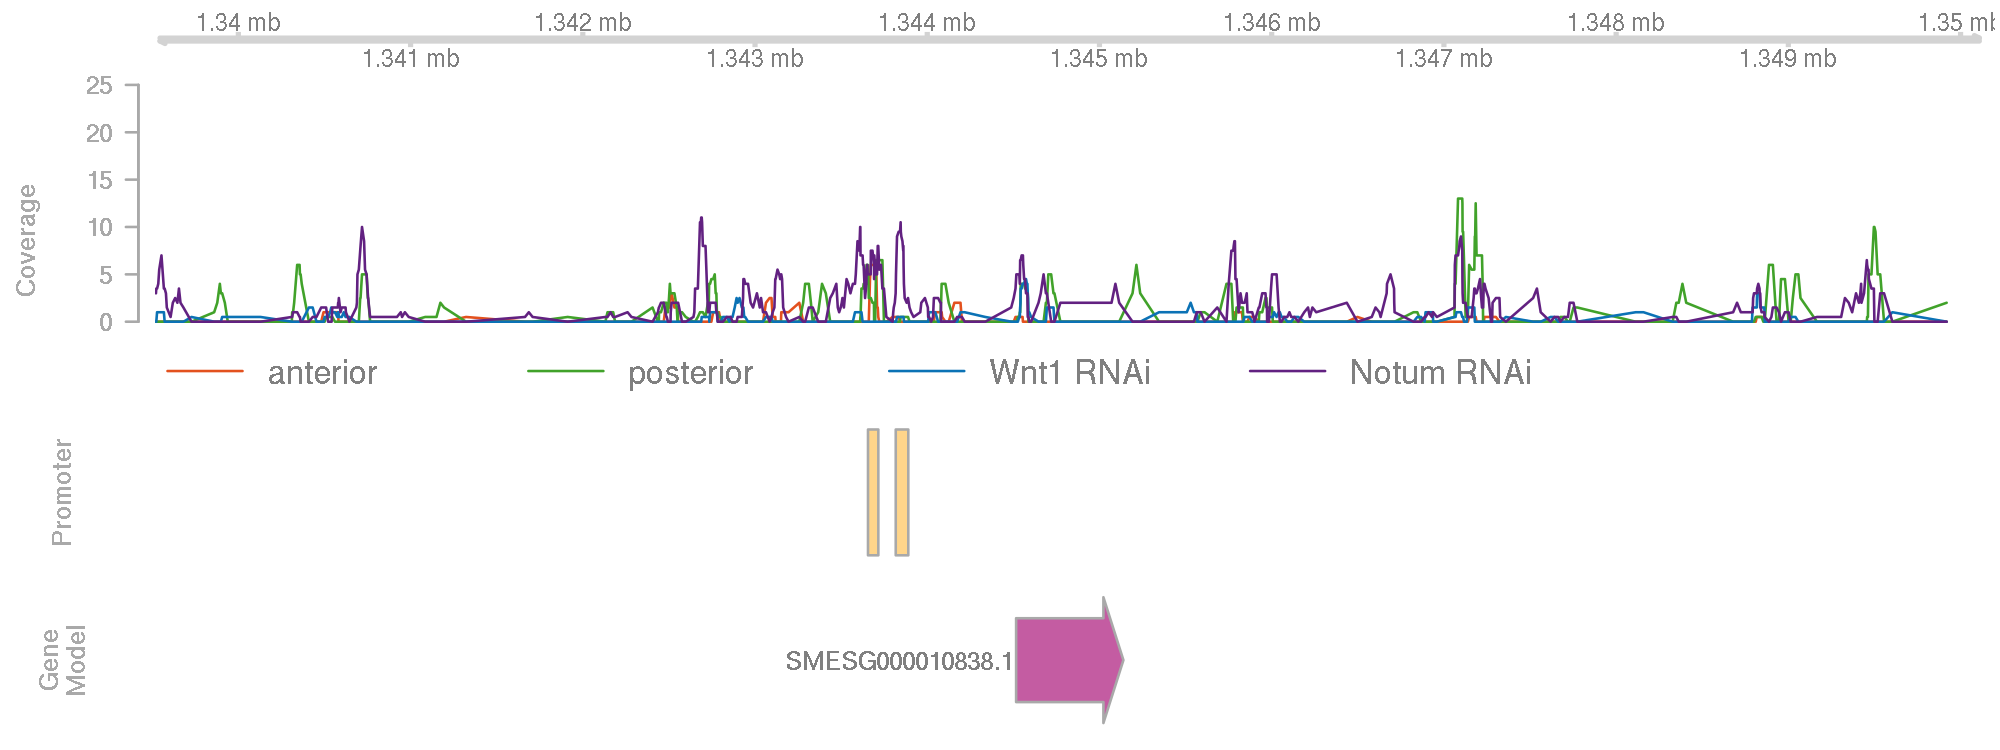 1.34 mb 1.342 mb 1.344 mb 1.346 mb 1.348 mb 1.35 mb
1.341 mb 1.343 mb 1.345 mb 1.347 mb 1.349 mb
25
20
15
10
5
0
Coverage
anterior posterior Wnt1 RNAi Notum RNAi
Promoter
Gene
Model
SMESG000010838.1